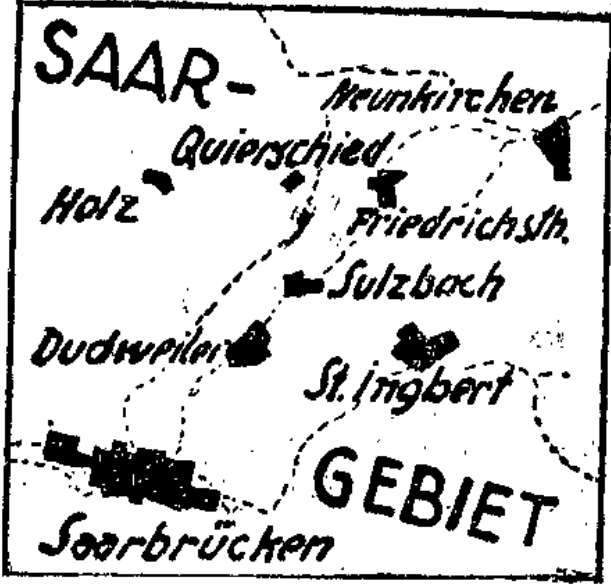 SAAR-
Neunkirchen
Quierschied
Holz
Friedrichsth.
Sulzbach
Dudweiler
St. Ingbert
GEBIET
Saarbrücken